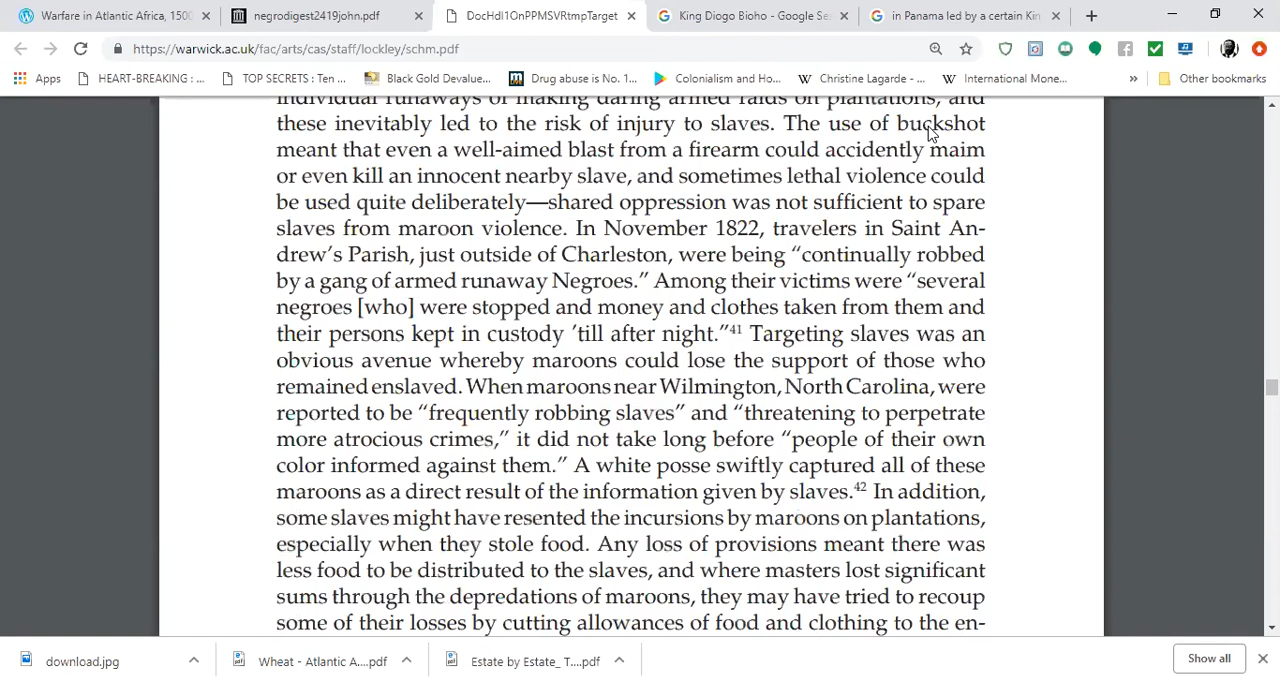 Warfare in Atlantic Africa, 1500
negrodigest2419john.pdf
DocHdl1OnPPMSVRtmpTarget
King Diogo Bioho - Google Se
in Panama led by a certain Kin
https://warwick.ac.uk/fac/arts/cas/staff/lockley/schm.pdf
Apps
HEART-BREAKING : ...
TOP SECRETS : Ten ...
Black Gold Devalue...
Drug abuse is No. 1...
Colonialism and Ho...
Christine Lagarde - ...
International Mone...
»
Other bookmarks
individual runaways of making daring armed raids on plantations, and
these inevitably led to the risk of injury to slaves. The use of buckshot
meant that even a well-aimed blast from a firearm could accidently maim
or even kill an innocent nearby slave, and sometimes lethal violence could
be used quite deliberately—shared oppression was not sufficient to spare
slaves from maroon violence. In November 1822, travelers in Saint An-
drew's Parish, just outside of Charleston, were being “continually robbed
by a gang of armed runaway Negroes.” Among their victims were “several
negroes [who] were stopped and money and clothes taken from them and
their persons kept in custody 'till after night.”41 Targeting slaves was an
obvious avenue whereby maroons could lose the support of those who
remained enslaved. When maroons near Wilmington, North Carolina, were
reported to be “frequently robbing slaves” and “threatening to perpetrate
more atrocious crimes,” it did not take long before “people of their own
color informed against them.” A white posse swiftly captured all of these
maroons as a direct result of the information given by slaves.42 In addition,
some slaves might have resented the incursions by maroons on plantations,
especially when they stole food. Any loss of provisions meant there was
less food to be distributed to the slaves, and where masters lost significant
sums through the depredations of maroons, they may have tried to recoup
some of their losses by cutting allowances of food and clothing to the en-
download.jpg
Wheat - Atlantic A....pdf
Estate by Estate_ T....pdf
Show all